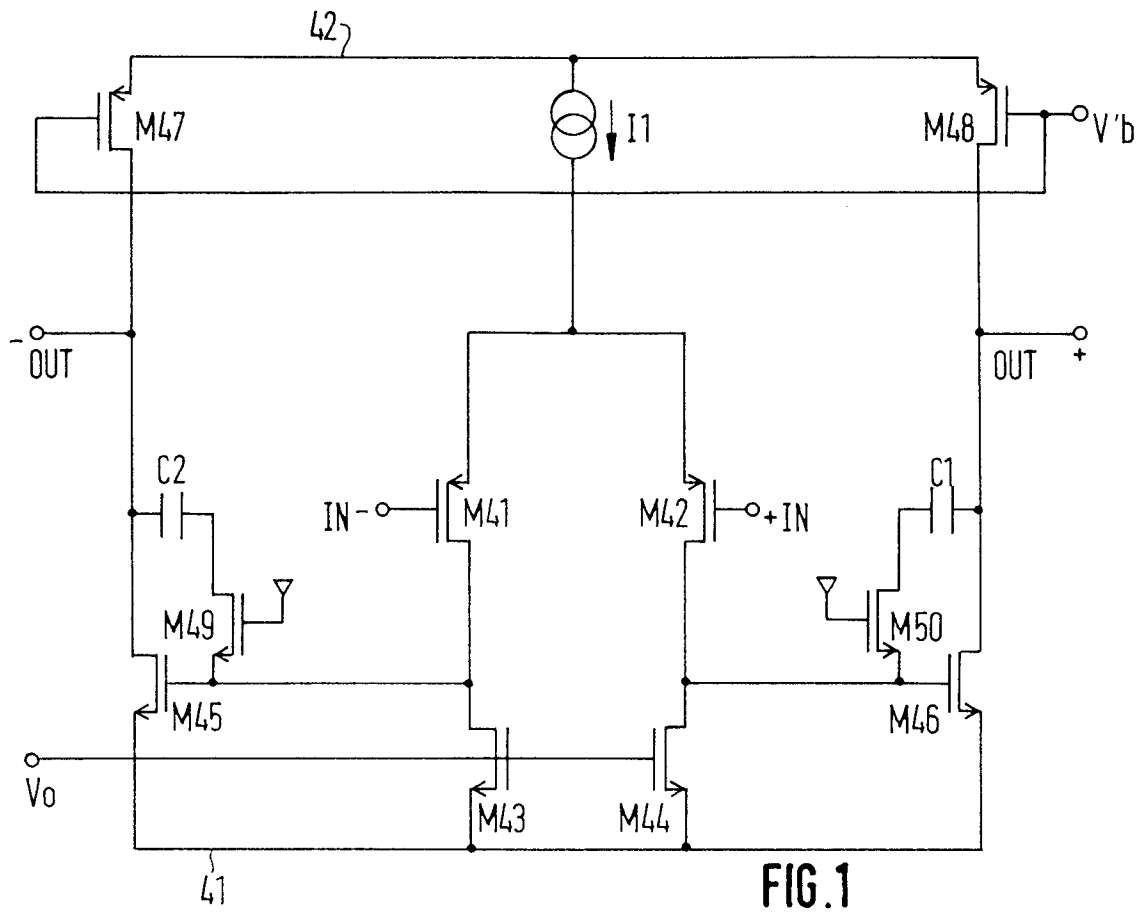 42
M47
I1
M48
V'b
- OUT
OUT +
C2
IN -
M41
M42
+ IN
C1
M49
M50
M45
M46
Vo
M43
M44
41
FIG.1